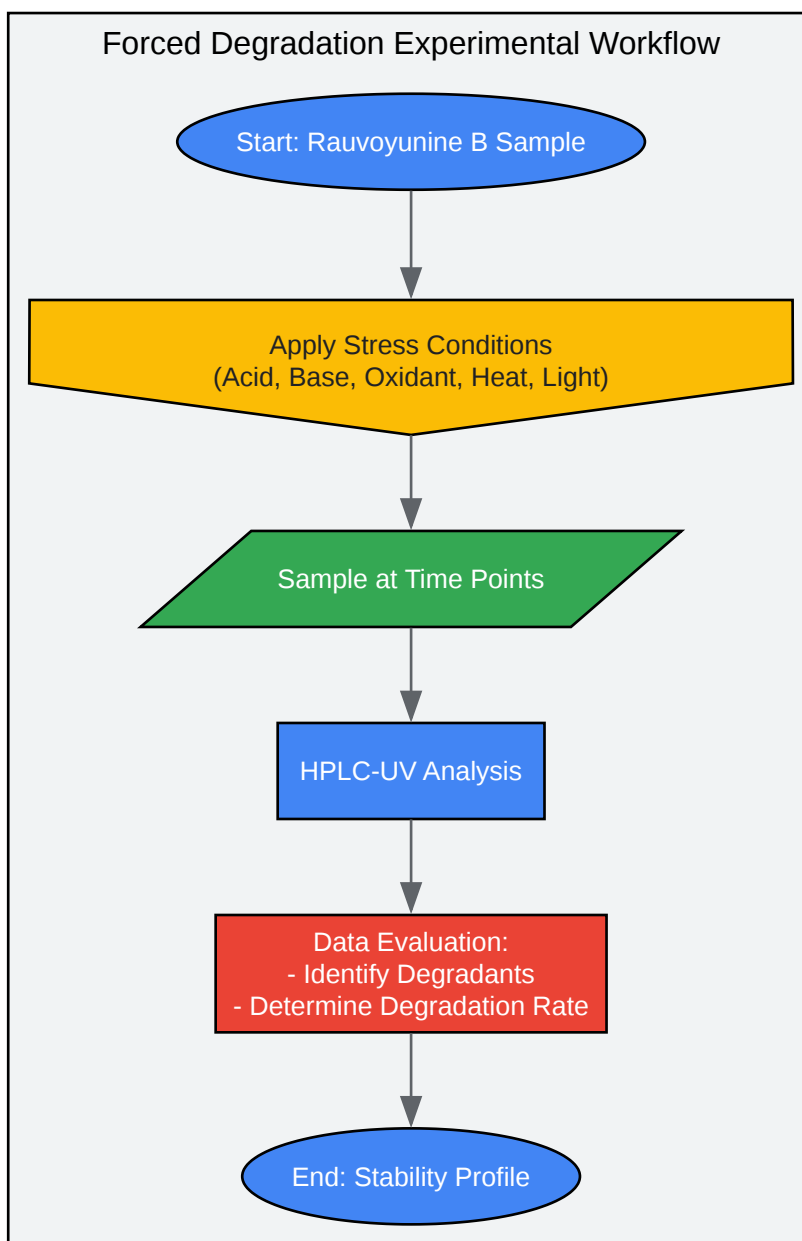 Forced Degradation Experimental Workflow
Start: Rauvoyunine B Sample
Apply Stress Conditions
(Acid, Base, Oxidant, Heat, Light)
Sample at Time Points
HPLC-UV Analysis
Data Evaluation:
- Identify Degradants
- Determine Degradation Rate
End: Stability Profile